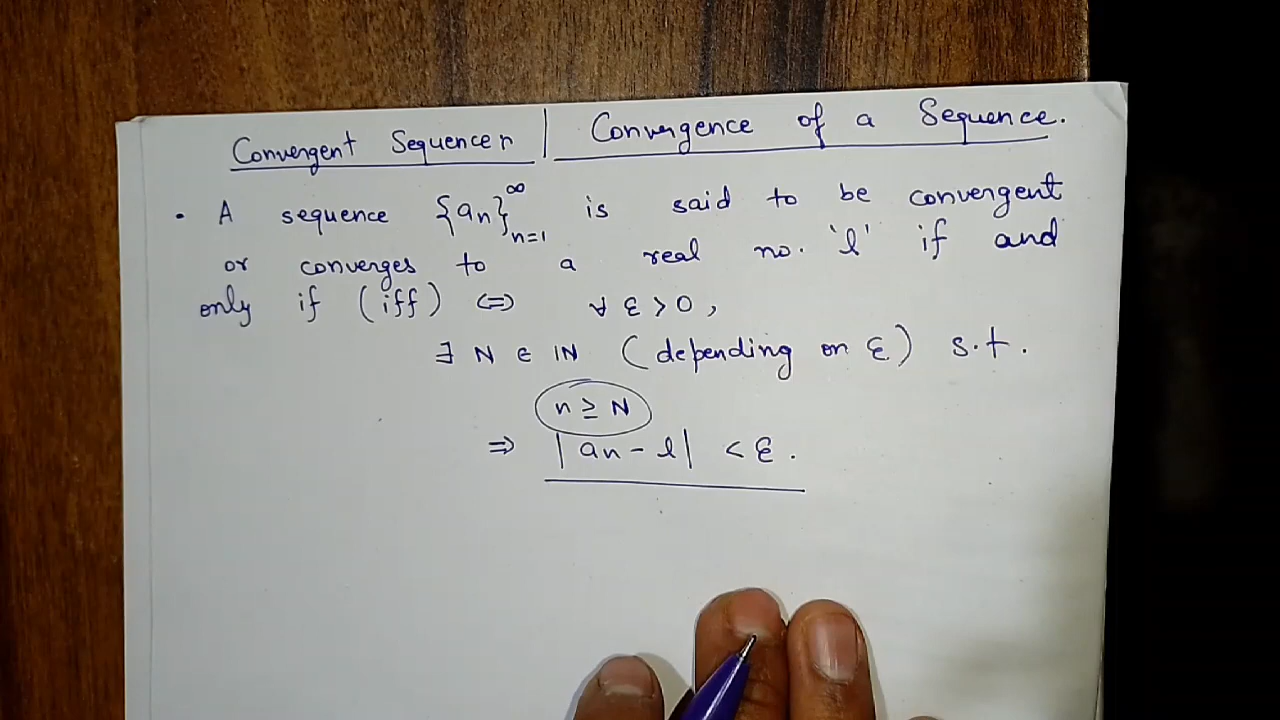 Convergent Sequences | Convergence of a Sequence.
• A sequence {an}∞n=1 is said to be convergent
or converges to a real no. 'l' if and
only if (iff) ⇔ ∀ ε > 0,
∃ N ∈ ℕ (depending on ε) s.t.
n ≥ N
⇒ |an - l| < ε.